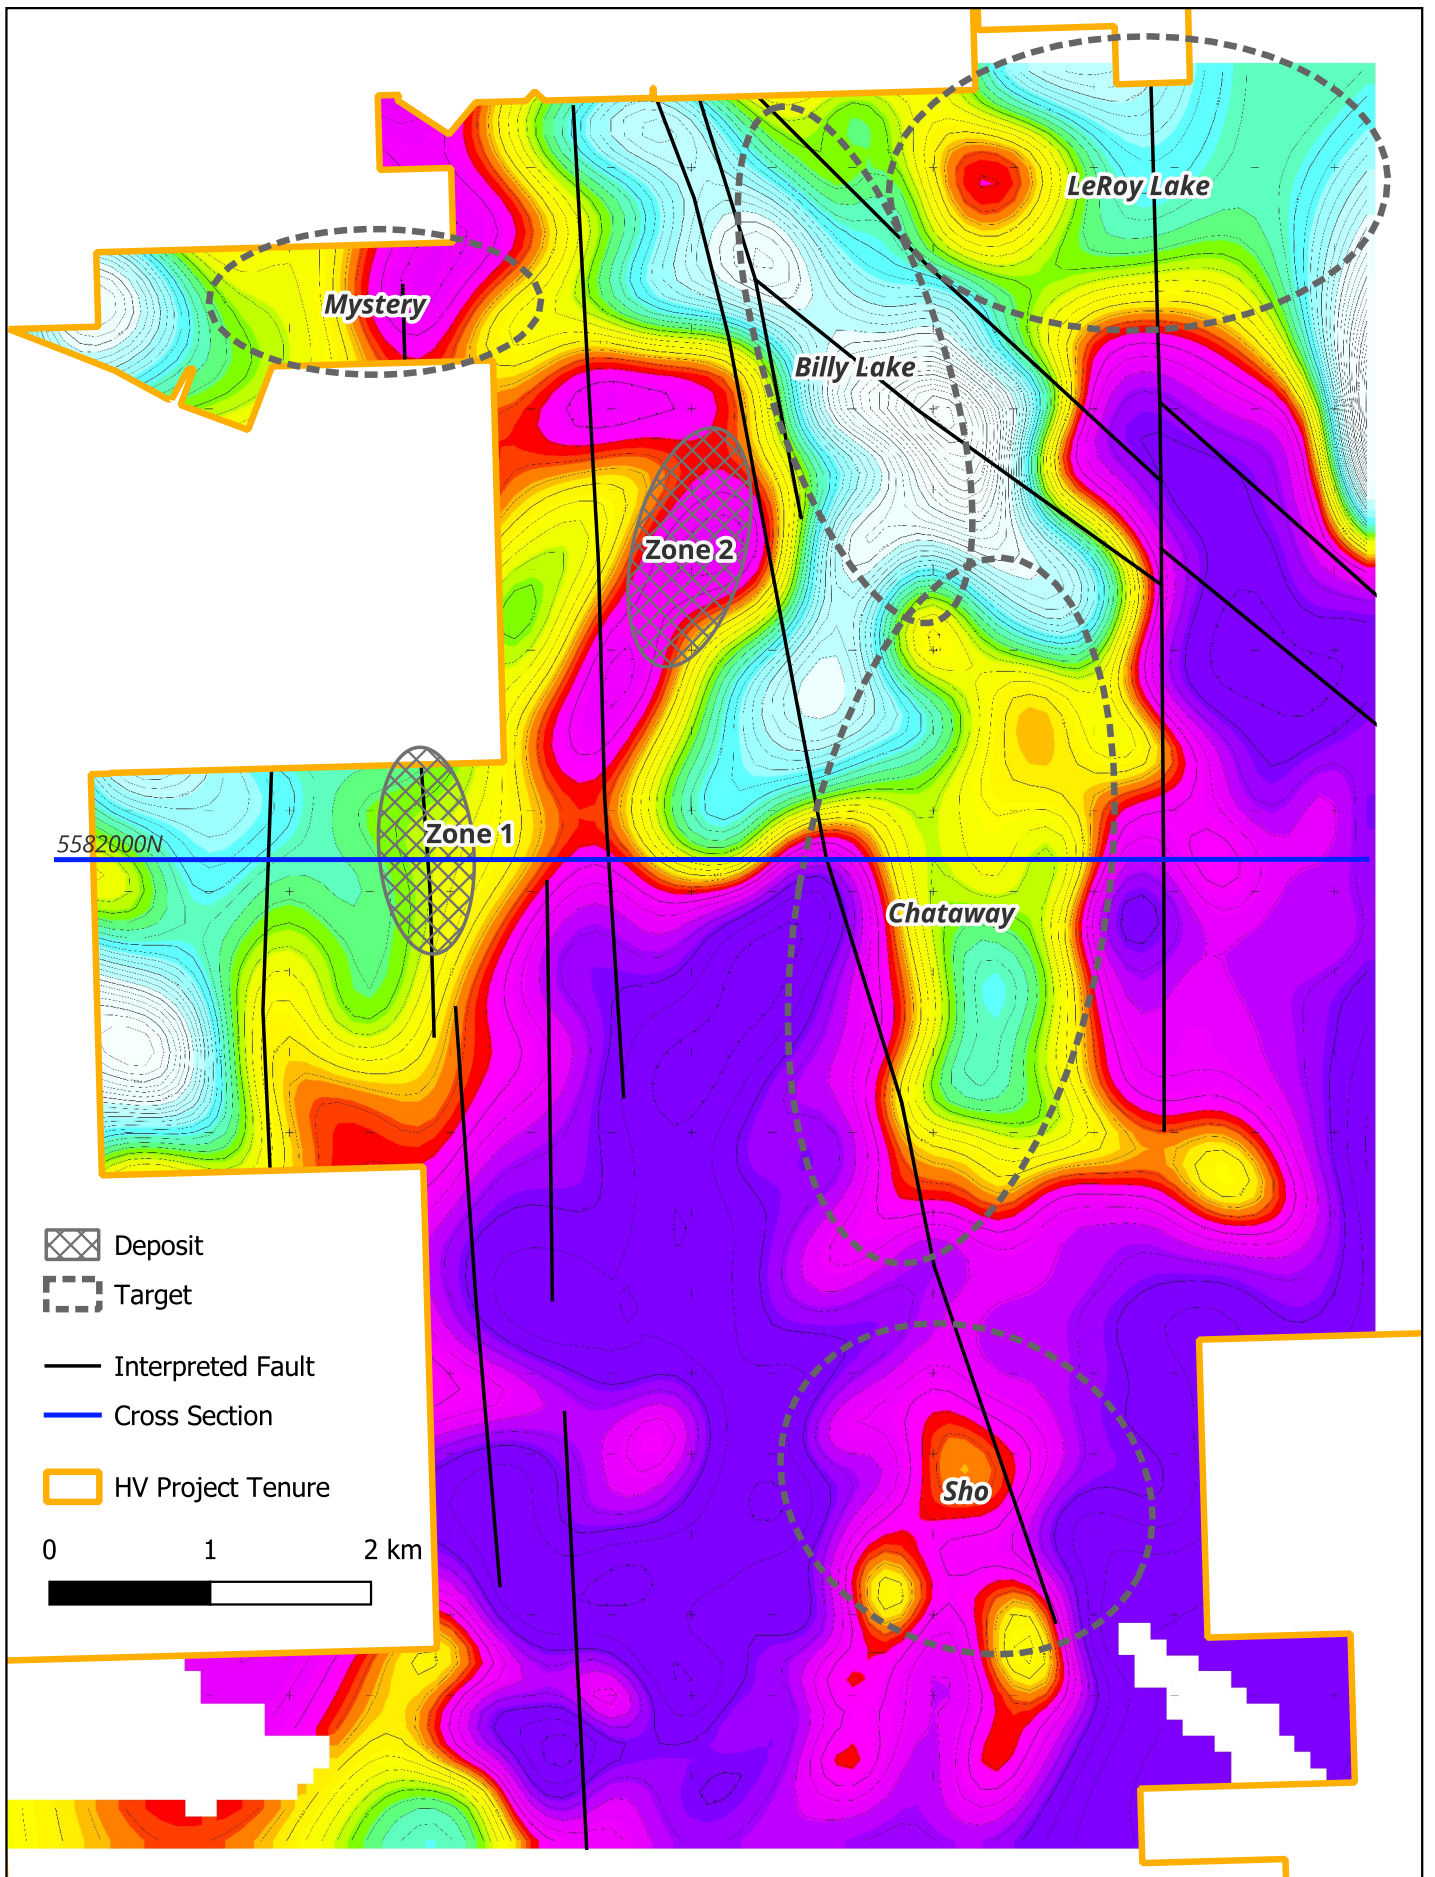 LeRoy Lake
Mystery
Billy Lake
Zone 2
Zone 1
5582000N
Chataway
Deposit
Target
Interpreted Fault
Cross Section
HV Project Tenure
Sho
0 1 2 km